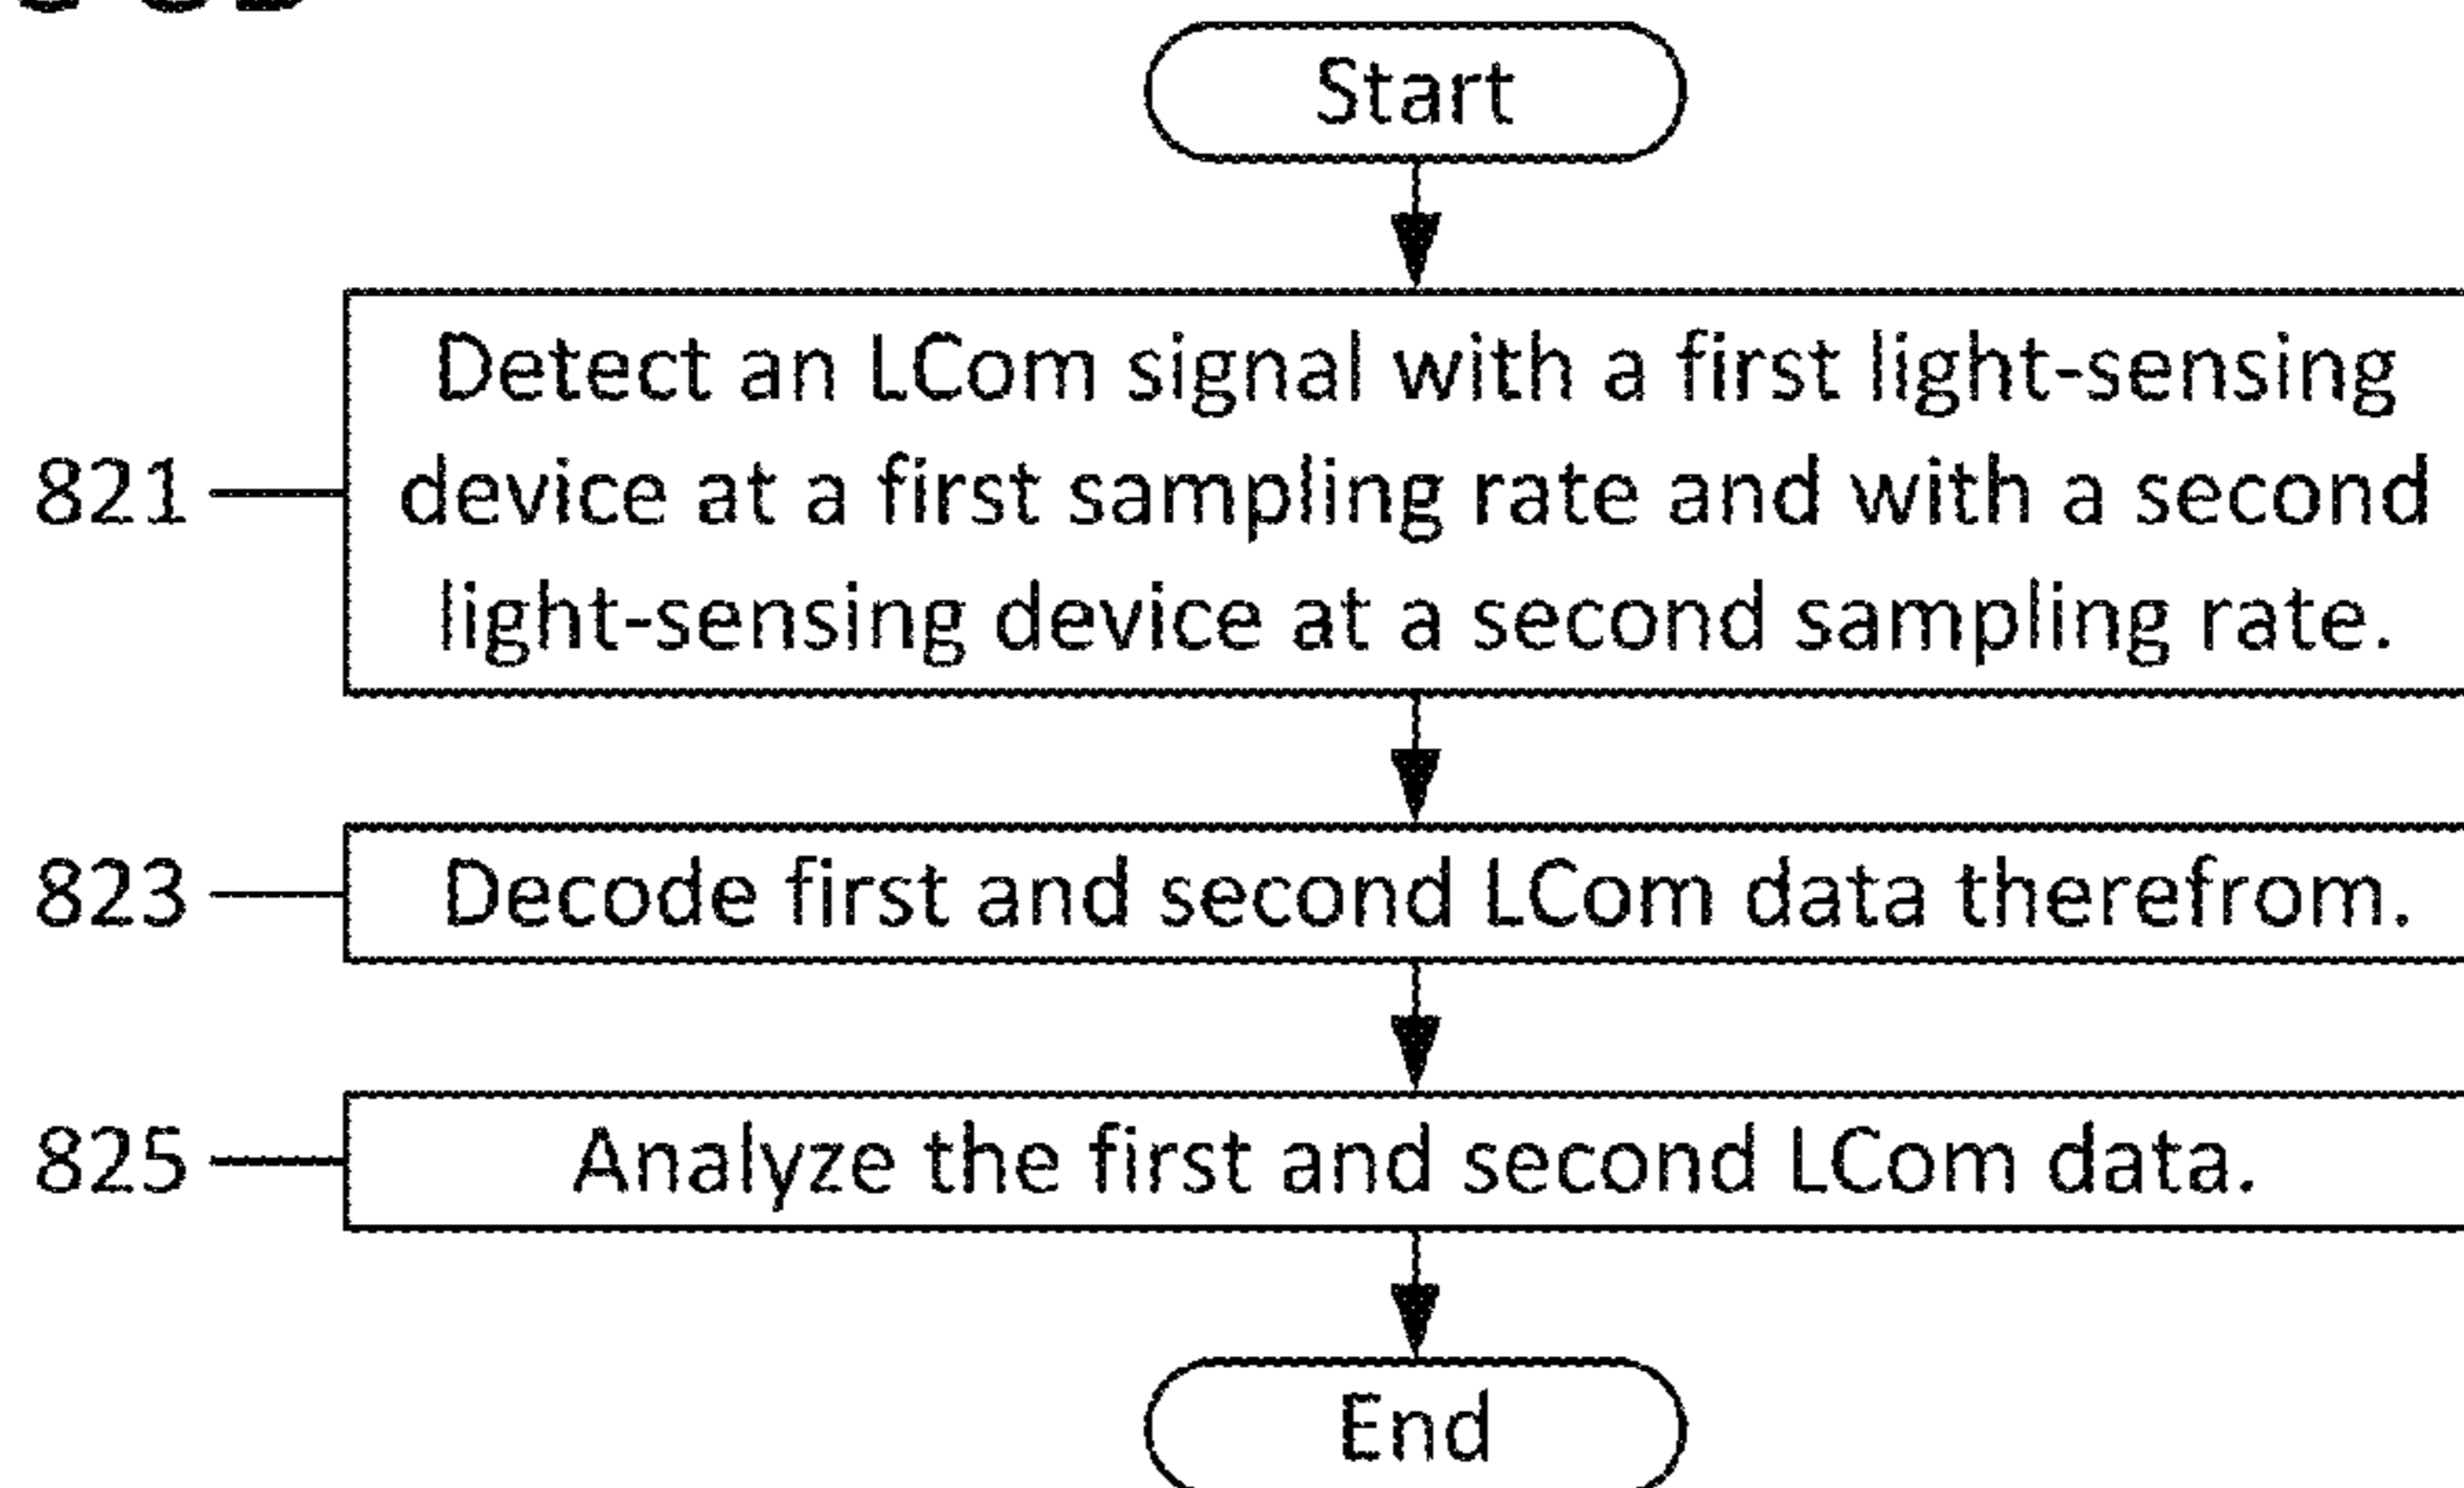 Start
Detect an LCom signal with a first light-sensing
821
device at a first sampling rate and with a second
light-sensing device at a second sampling rate.
823
Decode first and second LCom data therefrom.
825
Analyze the first and second LCom data.
End